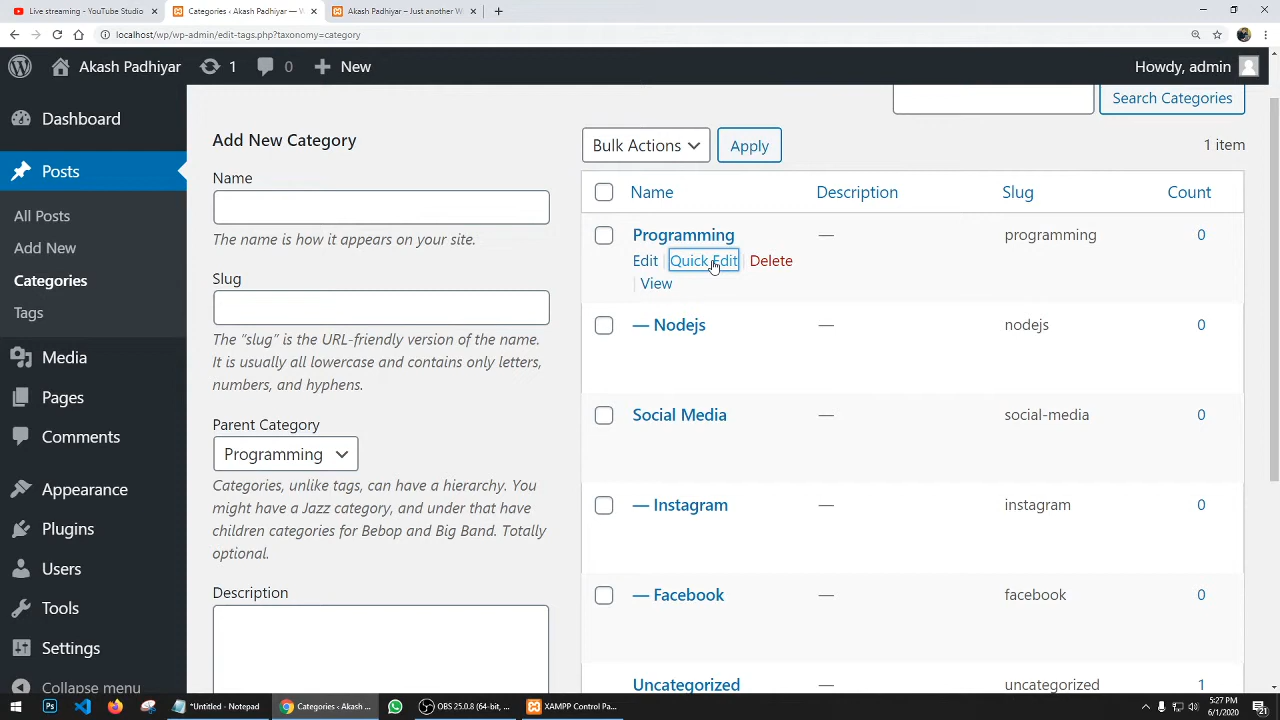 Live streaming - YouTube Studio
Categories ‹ Akash Padhiyar — W
Akash Padhiyar – Just another W
localhost/wp/wp-admin/edit-tags.php?taxonomy=category
Akash Padhiyar
1
0
New
Howdy, admin
Dashboard
Posts
All Posts
Add New
Categories
Tags
Media
Pages
Comments
Appearance
Plugins
Users
Tools
Settings
Collapse menu
Add New Category
Name
The name is how it appears on your site.
Slug
The “slug” is the URL-friendly version of the name.
It is usually all lowercase and contains only letters,
numbers, and hyphens.
Parent Category
Programming
Categories, unlike tags, can have a hierarchy. You
might have a Jazz category, and under that have
children categories for Bebop and Big Band. Totally
optional.
Description
Search Categories
Bulk Actions
Apply
1 item
Name Description Slug Count
Programming — programming 0
Edit | Quick Edit | Delete
| View
— Nodejs — nodejs 0
Social Media — social-media 0
— Instagram — instagram 0
— Facebook — facebook 0
Uncategorized — uncategorized 1
*Untitled - Notepad
Categories ‹ Akash ...
OBS 25.0.8 (64-bit, ...
XAMPP Control Pa...
5:27 PM
6/1/2020
21